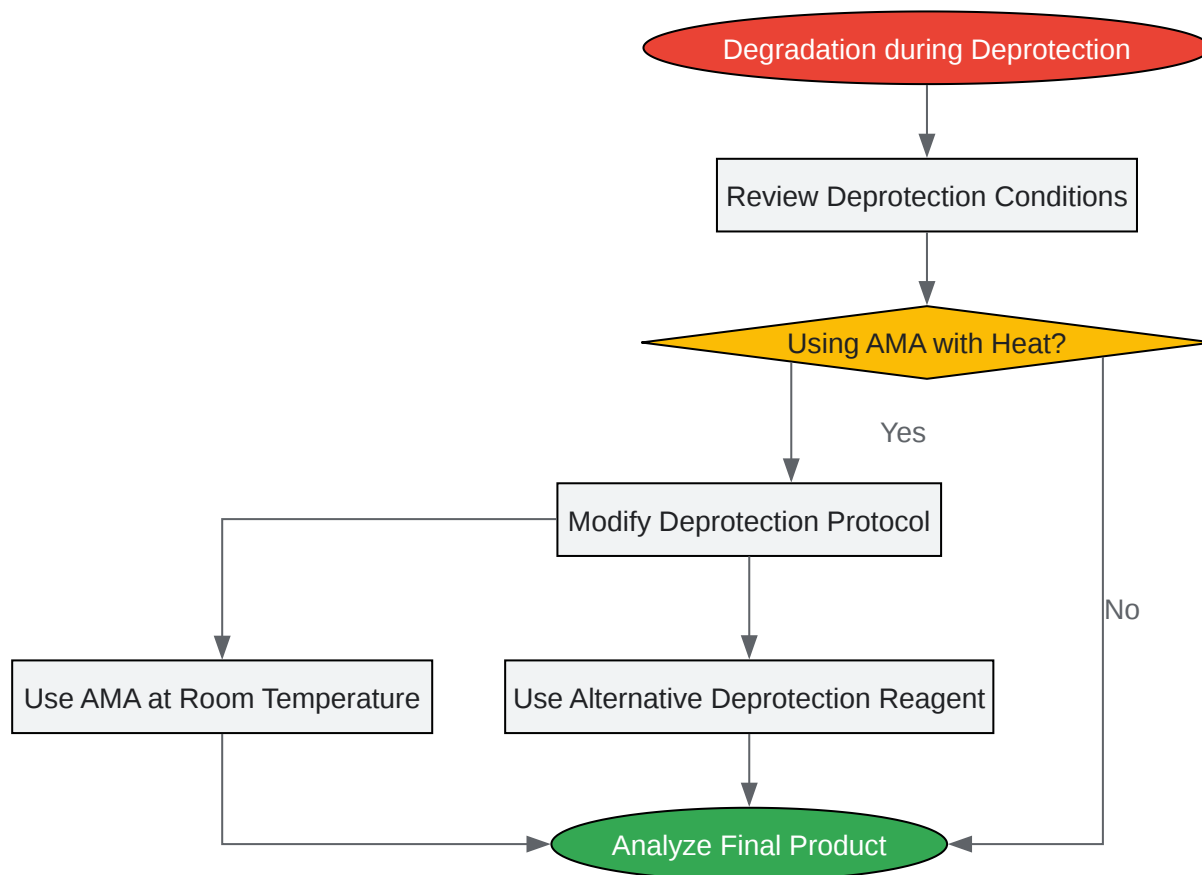 Degradation during Deprotection
Review Deprotection Conditions
Using AMA with Heat?
Yes
Modify Deprotection Protocol
No
Use AMA at Room Temperature
Use Alternative Deprotection Reagent
Analyze Final Product